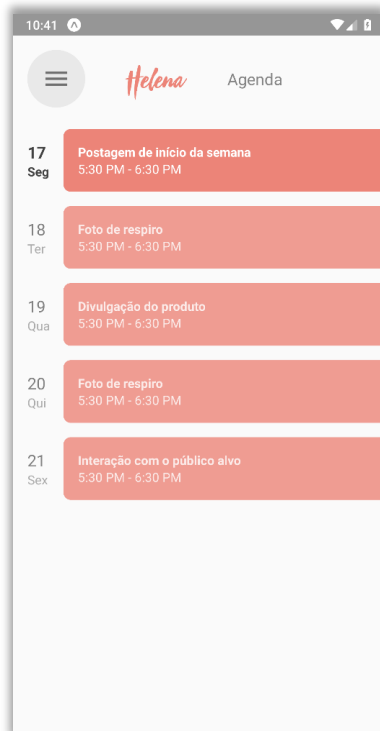 10:41
Helena Agenda
17 Postagem de início da semana
Seg 5:30 PM - 6:30 PM
18 Foto de respiro
Ter 5:30 PM - 6:30 PM
19 Divulgação do produto
Qua 5:30 PM - 6:30 PM
20 Foto de respiro
Qui 5:30 PM - 6:30 PM
21 Interação com o público alvo
Sex 5:30 PM - 6:30 PM